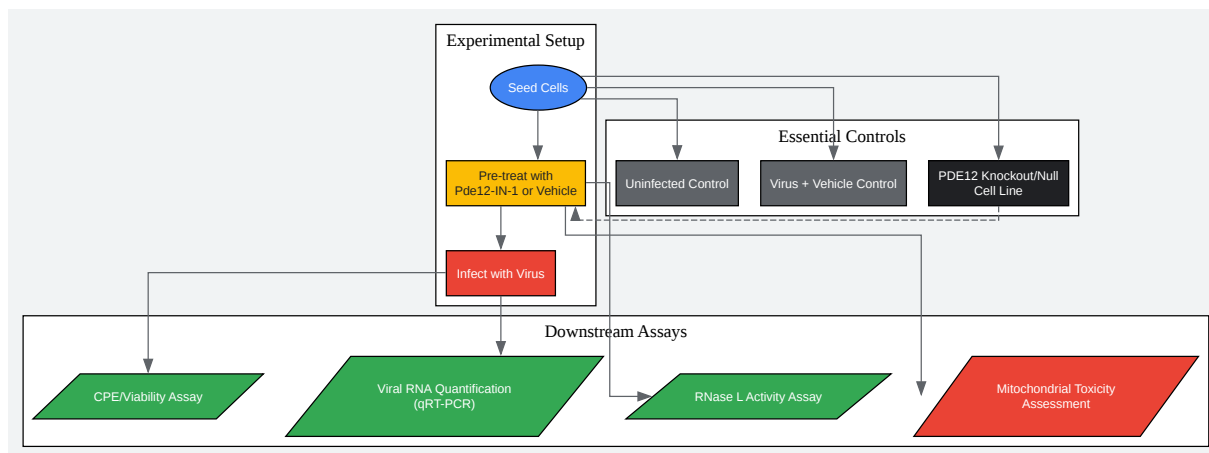 Experimental Setup
Seed Cells
Essential Controls
Pre-treat with
Pde12-IN-1 or Vehicle
Uninfected Control
Virus + Vehicle Control
PDE12 Knockout/Null
Cell Line
Infect with Virus
Downstream Assays
CPE/Viability Assay
Viral RNA Quantification
(qRT-PCR)
RNase L Activity Assay
Mitochondrial Toxicity
Assessment